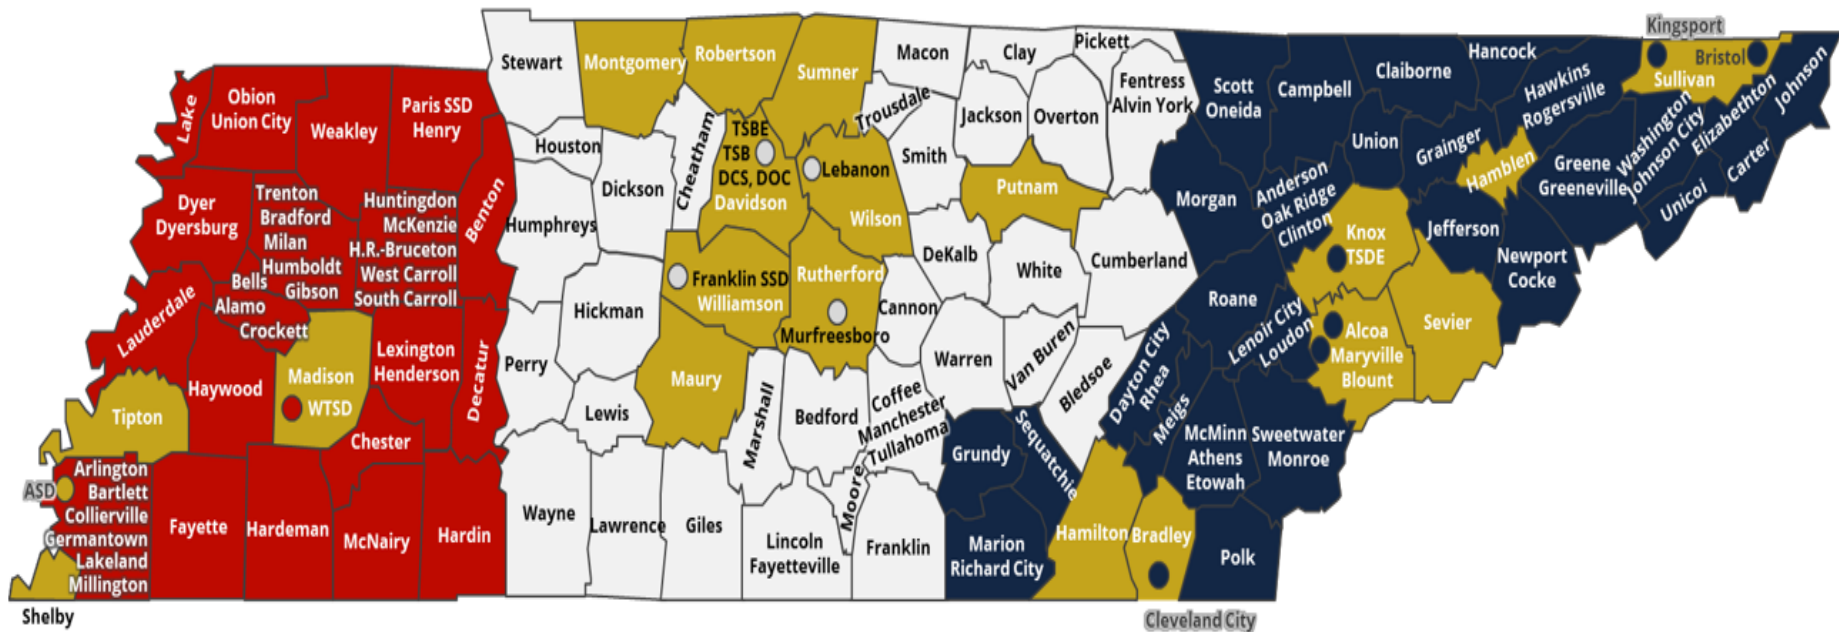 Lake
Obion
Union City
Weakley
Paris SSD
Henry
Dyer
Dyersburg
Trenton
Bradford
Milan
Humboldt
Gibson
Huntingdon
McKenzie
H.R.-Bruceton
West Carroll
South Carroll
Benton
Lauderdale
Bells
Alamo
Crockett
Haywood
Madison
WTSD
Lexington
Henderson
Decatur
Tipton
Chester
ASD
Arlington
Bartlett
Collierville
Germantown
Lakeland
Millington
Shelby
Fayette
Hardeman
McNairy
Hardin
Stewart
Montgomery
Robertson
Sumner
Macon
Clay
Pickett
Fentress
Alvin York
Houston
Dickson
Cheatham
TSBE
TSB
DCS, DOC
Davidson
Lebanon
Wilson
Trousdale
Smith
Jackson
Overton
Putnam
Humphreys
Hickman
Franklin SSD
Williamson
Rutherford
Murfreesboro
Cannon
DeKalb
White
Cumberland
Perry
Lewis
Maury
Marshall
Bedford
Coffee
Manchester
Tullahoma
Warren
Van Buren
Bledsoe
Wayne
Lawrence
Giles
Lincoln
Fayetteville
Moore
Franklin
Grundy
Sequatchie
Marion
Richard City
Hamilton
Bradley
Cleveland City
Polk
Scott
Oneida
Campbell
Claiborne
Hancock
Hawkins
Rogersville
Kingsport
Bristol
Sullivan
Johnson
Washington
Johnson City
Elizabethton
Carter
Unicoi
Greene
Greeneville
Hamblen
Grainger
Union
Anderson
Oak Ridge
Clinton
Morgan
Knox
TSDE
Jefferson
Newport
Cocke
Sevier
Roane
Lenoir City
Loudon
Alcoa
Maryville
Blount
Dayton City
Rhea
Meigs
McMinn
Athens
Etowah
Sweetwater
Monroe